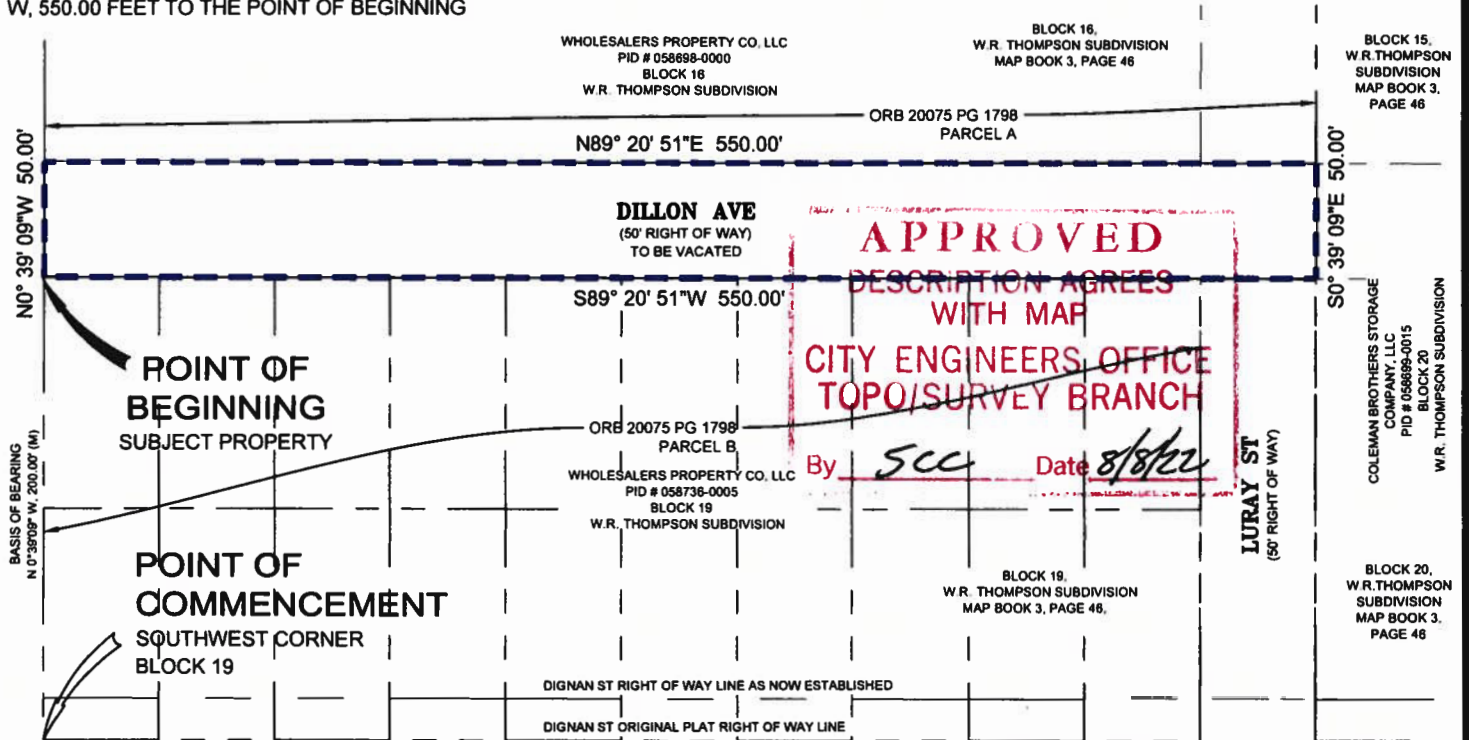 W, 550.00 FEET TO THE POINT OF BEGINNING
WHOLESALERS PROPERTY CO. LLC
PID # 058698-0000
BLOCK 16
W.R. THOMPSON SUBDIVISION
BLOCK 16,
W.R. THOMPSON SUBDIVISION
MAP BOOK 3, PAGE 46
BLOCK 15,
W.R.THOMPSON
SUBDIVISION
MAP BOOK 3,
PAGE 46
ORB 20075 PG 1798
PARCEL A
N89° 20' 51"E 550.00'
N0° 39' 09"W 50.00'
S0° 39' 09"E 50.00'
DILLON AVE
(50' RIGHT OF WAY)
TO BE VACATED
S89° 20' 51"W 550.00'
APPROVED
DESCRIPTION AGREES
WITH MAP
CITY ENGINEERS OFFICE
TOPO/SURVEY BRANCH
By SCC Date 8/8/22
POINT OF
BEGINNING
SUBJECT PROPERTY
ORB 20075 PG 1798
PARCEL B
WHOLESALERS PROPERTY CO, LLC
PID # 058736-0005
BLOCK 19
W.R. THOMPSON SUBDIVISION
LURAY ST
(50' RIGHT OF WAY)
COLEMAN BROTHERS STORAGE
COMPANY, LLC
PID # 058699-0015
BLOCK 20
W.R. THOMPSON SUBDIVISION
BASIS OF BEARING
N 0°39'09" W, 200.00' (M)
POINT OF
COMMENCEMENT
SOUTHWEST CORNER
BLOCK 19
BLOCK 19,
W.R. THOMPSON SUBDIVISION
MAP BOOK 3, PAGE 46,
BLOCK 20,
W.R.THOMPSON
SUBDIVISION
MAP BOOK 3.
PAGE 46
DIGNAN ST RIGHT OF WAY LINE AS NOW ESTABLISHED
DIGNAN ST ORIGINAL PLAT RIGHT OF WAY LINE